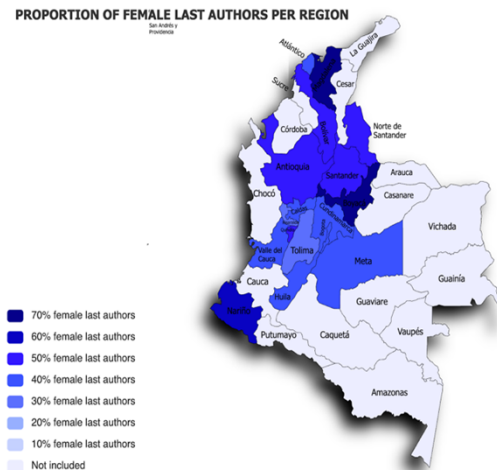 PROPORTION OF FEMALE LAST AUTHORS PER REGION
San Andrés y
Providencia
Atlántico
La Guajira
Sucre
Cesar
Córdoba
Bolívar
Norte de
Santander
Antioquia
Santander
Arauca
Chocó
Casanare
Cundinamarca
Vichada
Valle del
Cauca
Tolima
Meta
Guainía
Cauca
Huila
Guaviare
Nariño
Putumayo
Caquetá
Vaupés
Amazonas
70% female last authors
60% female last authors
50% female last authors
40% female last authors
30% female last authors
20% female last authors
10% female last authors
Not included